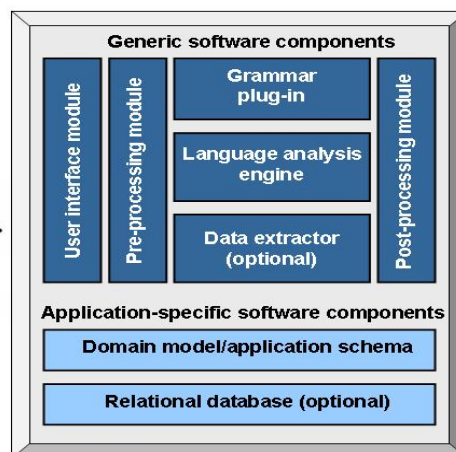 Generic software components
User interface module
Pre-processing module
Grammar
plug-in
Language analysis
engine
Data extractor
(optional)
Post-processing module
Application-specific software components
Domain model/application schema
Relational database (optional)